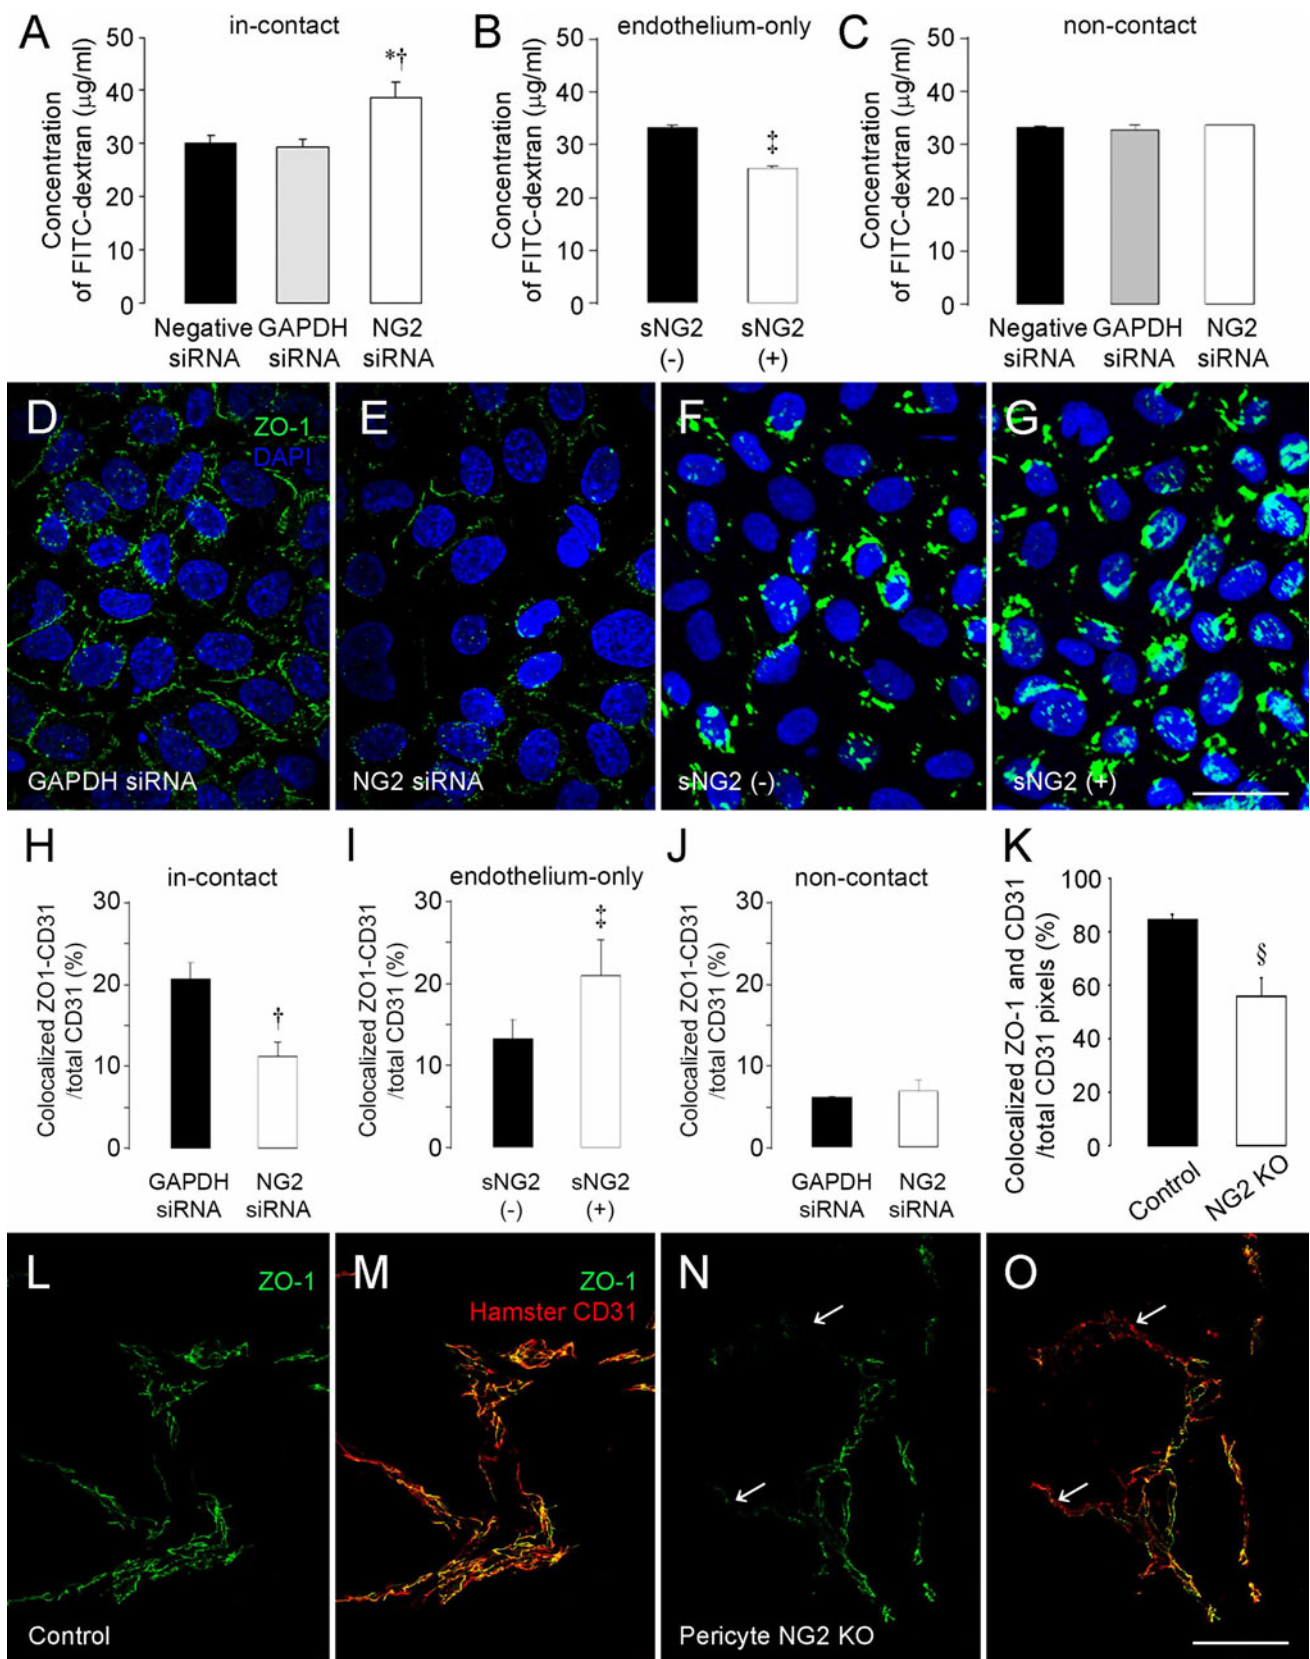 A
in-contact
Concentration
of FITC-dextran (μg/ml)
50
40
30
20
10
0
*†
Negative
siRNA
GAPDH
siRNA
NG2
siRNA
B
endothelium-only
Concentration
of FITC-dextran (μg/ml)
50
40
30
20
10
0
‡
sNG2
(-)
sNG2
(+)
C
non-contact
Concentration
of FITC-dextran (μg/ml)
50
40
30
20
10
0
Negative
siRNA
GAPDH
siRNA
NG2
siRNA
D
ZO-1
DAPI
GAPDH siRNA
E
NG2 siRNA
F
sNG2 (-)
G
sNG2 (+)
H
in-contact
Colocalized ZO1-CD31
/total CD31 (%)
30
20
10
0
†
GAPDH
siRNA
NG2
siRNA
I
endothelium-only
Colocalized ZO1-CD31
/total CD31 (%)
30
20
10
0
‡
sNG2
(-)
sNG2
(+)
J
non-contact
Colocalized ZO1-CD31
/total CD31 (%)
30
20
10
0
GAPDH
siRNA
NG2
siRNA
K
Colocalized ZO-1 and CD31
/total CD31 pixels (%)
100
80
60
40
20
0
§
Control
NG2 KO
L
ZO-1
Control
M
ZO-1
Hamster CD31
N
Pericyte NG2 KO
O